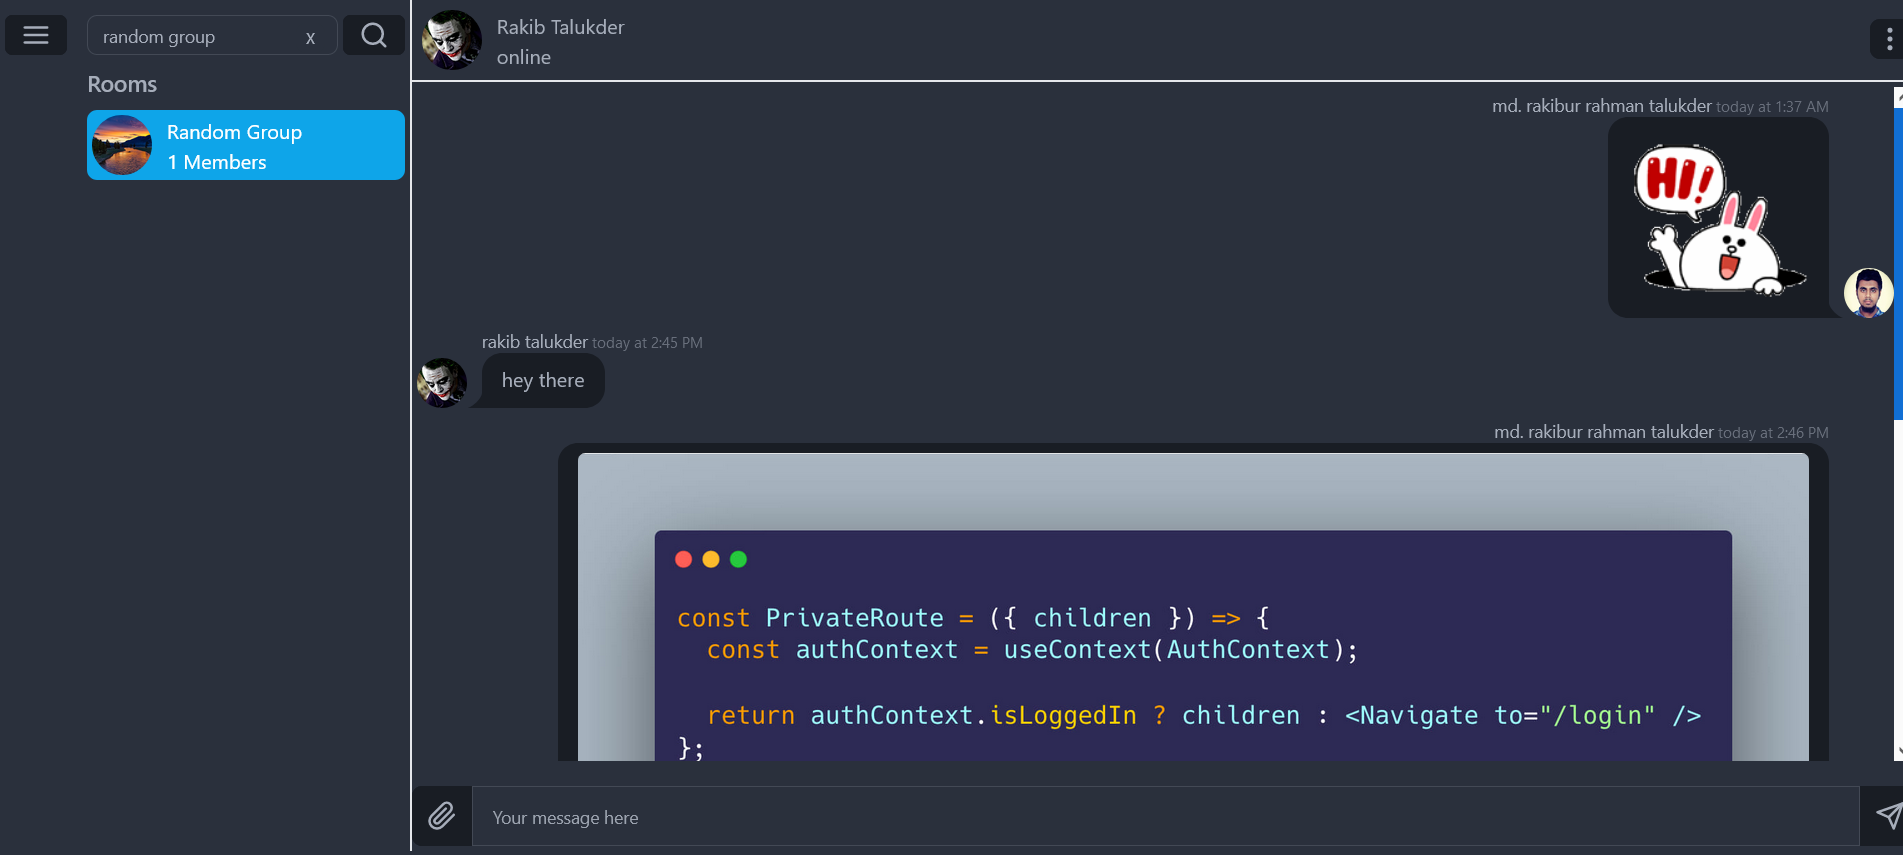 random group x
Rooms
Random Group
1 Members
Rakib Talukder
online
md. rakibur rahman talukder today at 1:37 AM
HI!
rakib talukder today at 2:45 PM
hey there
md. rakibur rahman talukder today at 2:46 PM
const PrivateRoute = ({ children }) => {
const authContext = useContext(AuthContext);
return authContext.isLoggedIn ? children : <Navigate to="/login" />
};
Your message here